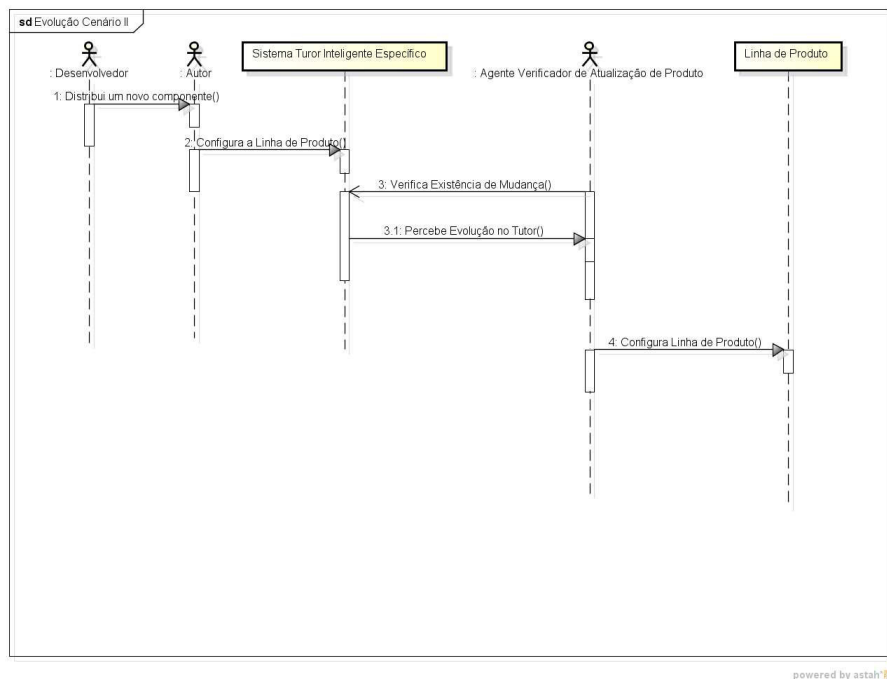 sd Evolução Cenário II
: Desenvolvedor
: Autor
Sistema Turor Inteligente Específico
: Agente Verificador de Atualização de Produto
Linha de Produto
1: Distribui um novo componente()
2: Configura a Linha de Produto()
3: Verifica Existência de Mudança()
3.1: Percebe Evolução no Tutor()
4: Configura Linha de Produto()
powered by astah*